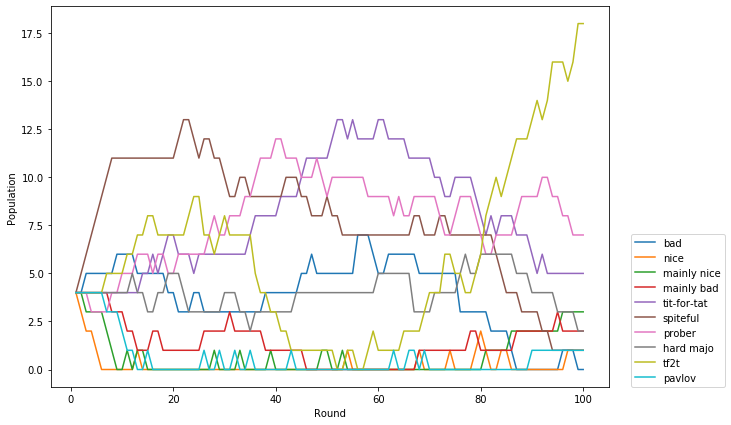 17.5
15.0
12.5
10.0
7.5
5.0
2.5
0.0
Population
0 20 40 60 80 100
Round
bad
nice
mainly nice
mainly bad
tit-for-tat
spiteful
prober
hard majo
tf2t
pavlov